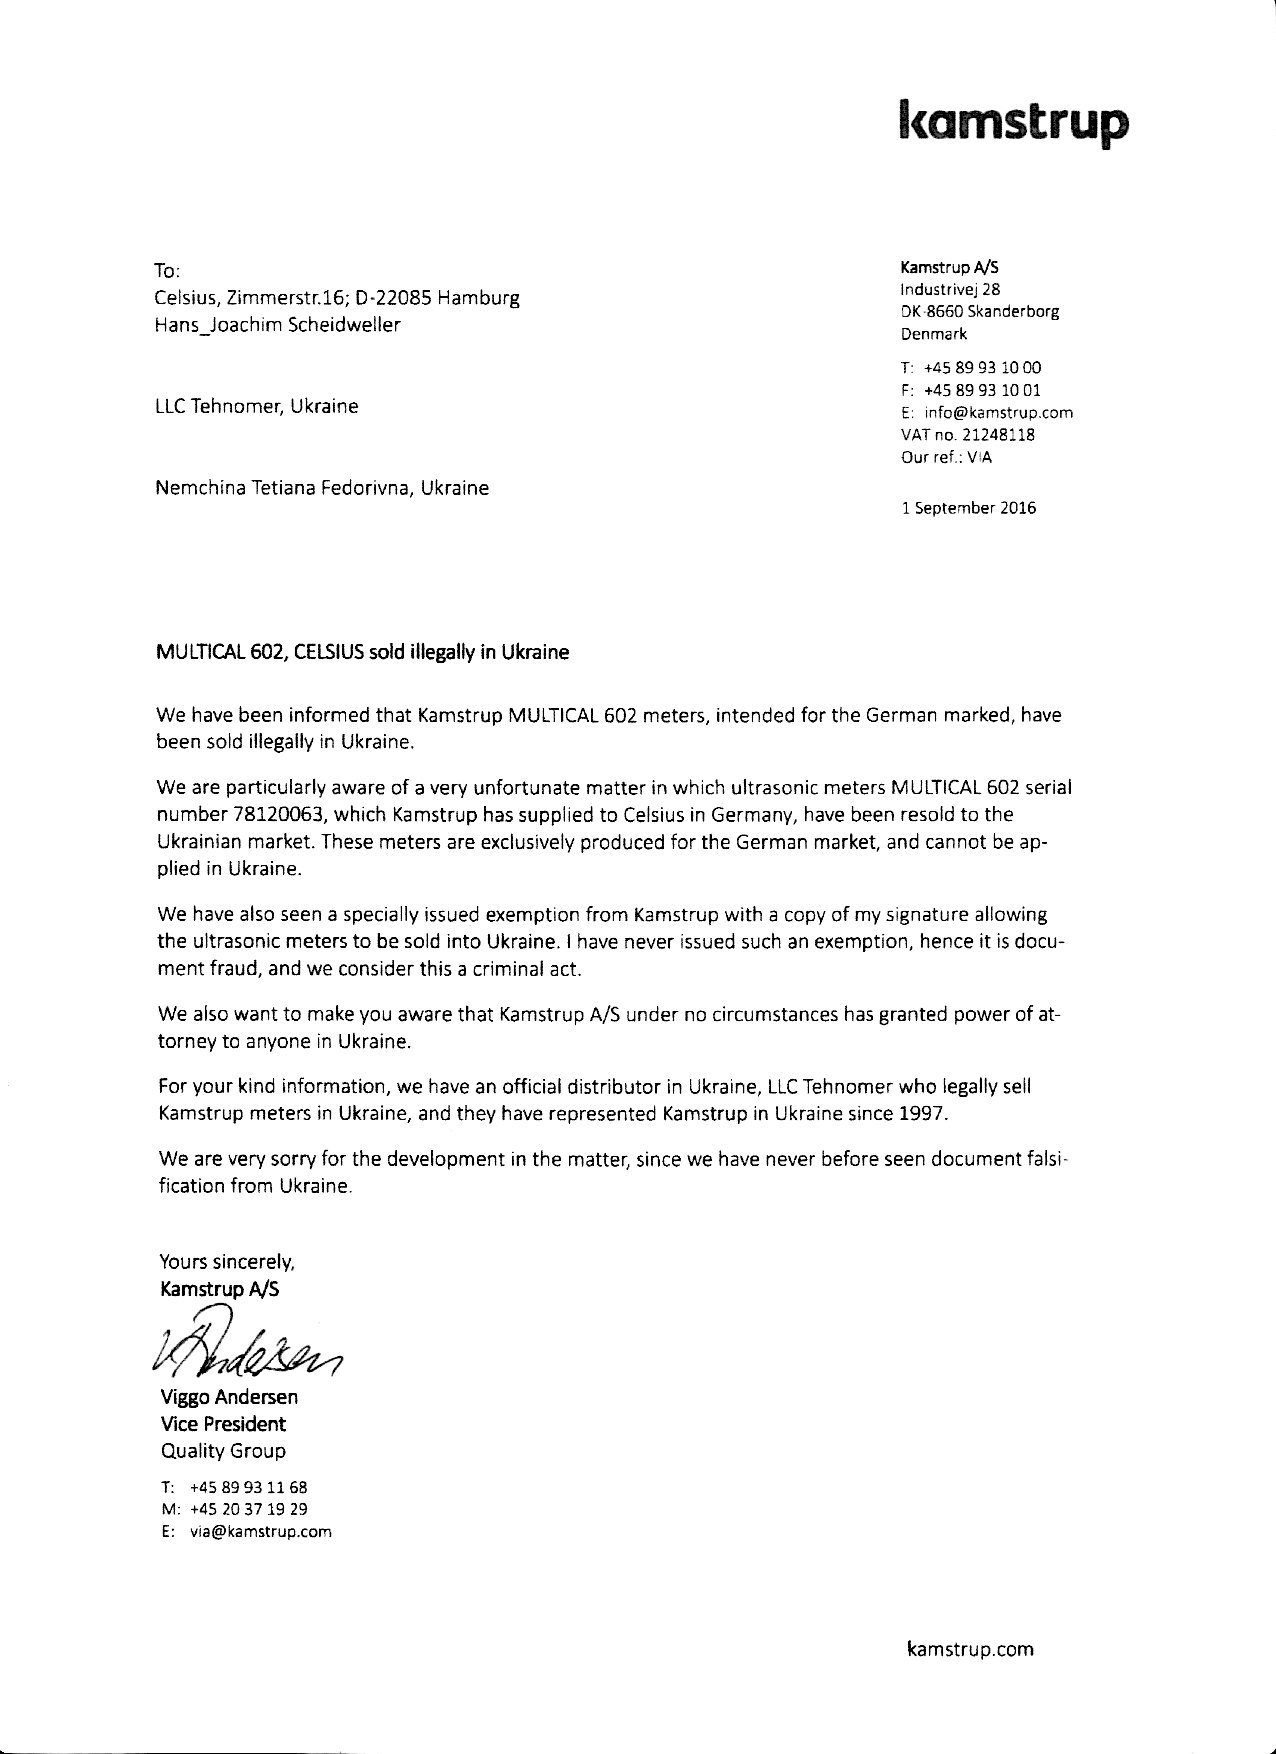 kamstrup
To:
Celsius, Zimmerstr.16; D-22085 Hamburg
Hans_Joachim Scheidweller
LLC Tehnomer, Ukraine
Nemchina Tetiana Fedorivna, Ukraine
Kamstrup A/S
Industrivej 28
DK-8660 Skanderborg
Denmark
T: +45 89 93 10 00
F: +45 89 93 10 01
E: info@kamstrup.com
VAT no. 21248118
Our ref.: VIA
1 September 2016
MULTICAL 602, CELSIUS sold illegally in Ukraine
We have been informed that Kamstrup MULTICAL 602 meters, intended for the German marked, have
been sold illegally in Ukraine.
We are particularly aware of a very unfortunate matter in which ultrasonic meters MULTICAL 602 serial
number 78120063, which Kamstrup has supplied to Celsius in Germany, have been resold to the
Ukrainian market. These meters are exclusively produced for the German market, and cannot be ap-
plied in Ukraine.
We have also seen a specially issued exemption from Kamstrup with a copy of my signature allowing
the ultrasonic meters to be sold into Ukraine. I have never issued such an exemption, hence it is docu-
ment fraud, and we consider this a criminal act.
We also want to make you aware that Kamstrup A/S under no circumstances has granted power of at-
torney to anyone in Ukraine.
For your kind information, we have an official distributor in Ukraine, LLC Tehnomer who legally sell
Kamstrup meters in Ukraine, and they have represented Kamstrup in Ukraine since 1997.
We are very sorry for the development in the matter, since we have never before seen document falsi-
fication from Ukraine.
Yours sincerely,
Kamstrup A/S
VAndersen
Viggo Andersen
Vice President
Quality Group
T: +45 89 93 11 68
M: +45 20 37 19 29
E: via@kamstrup.com
kamstrup.com